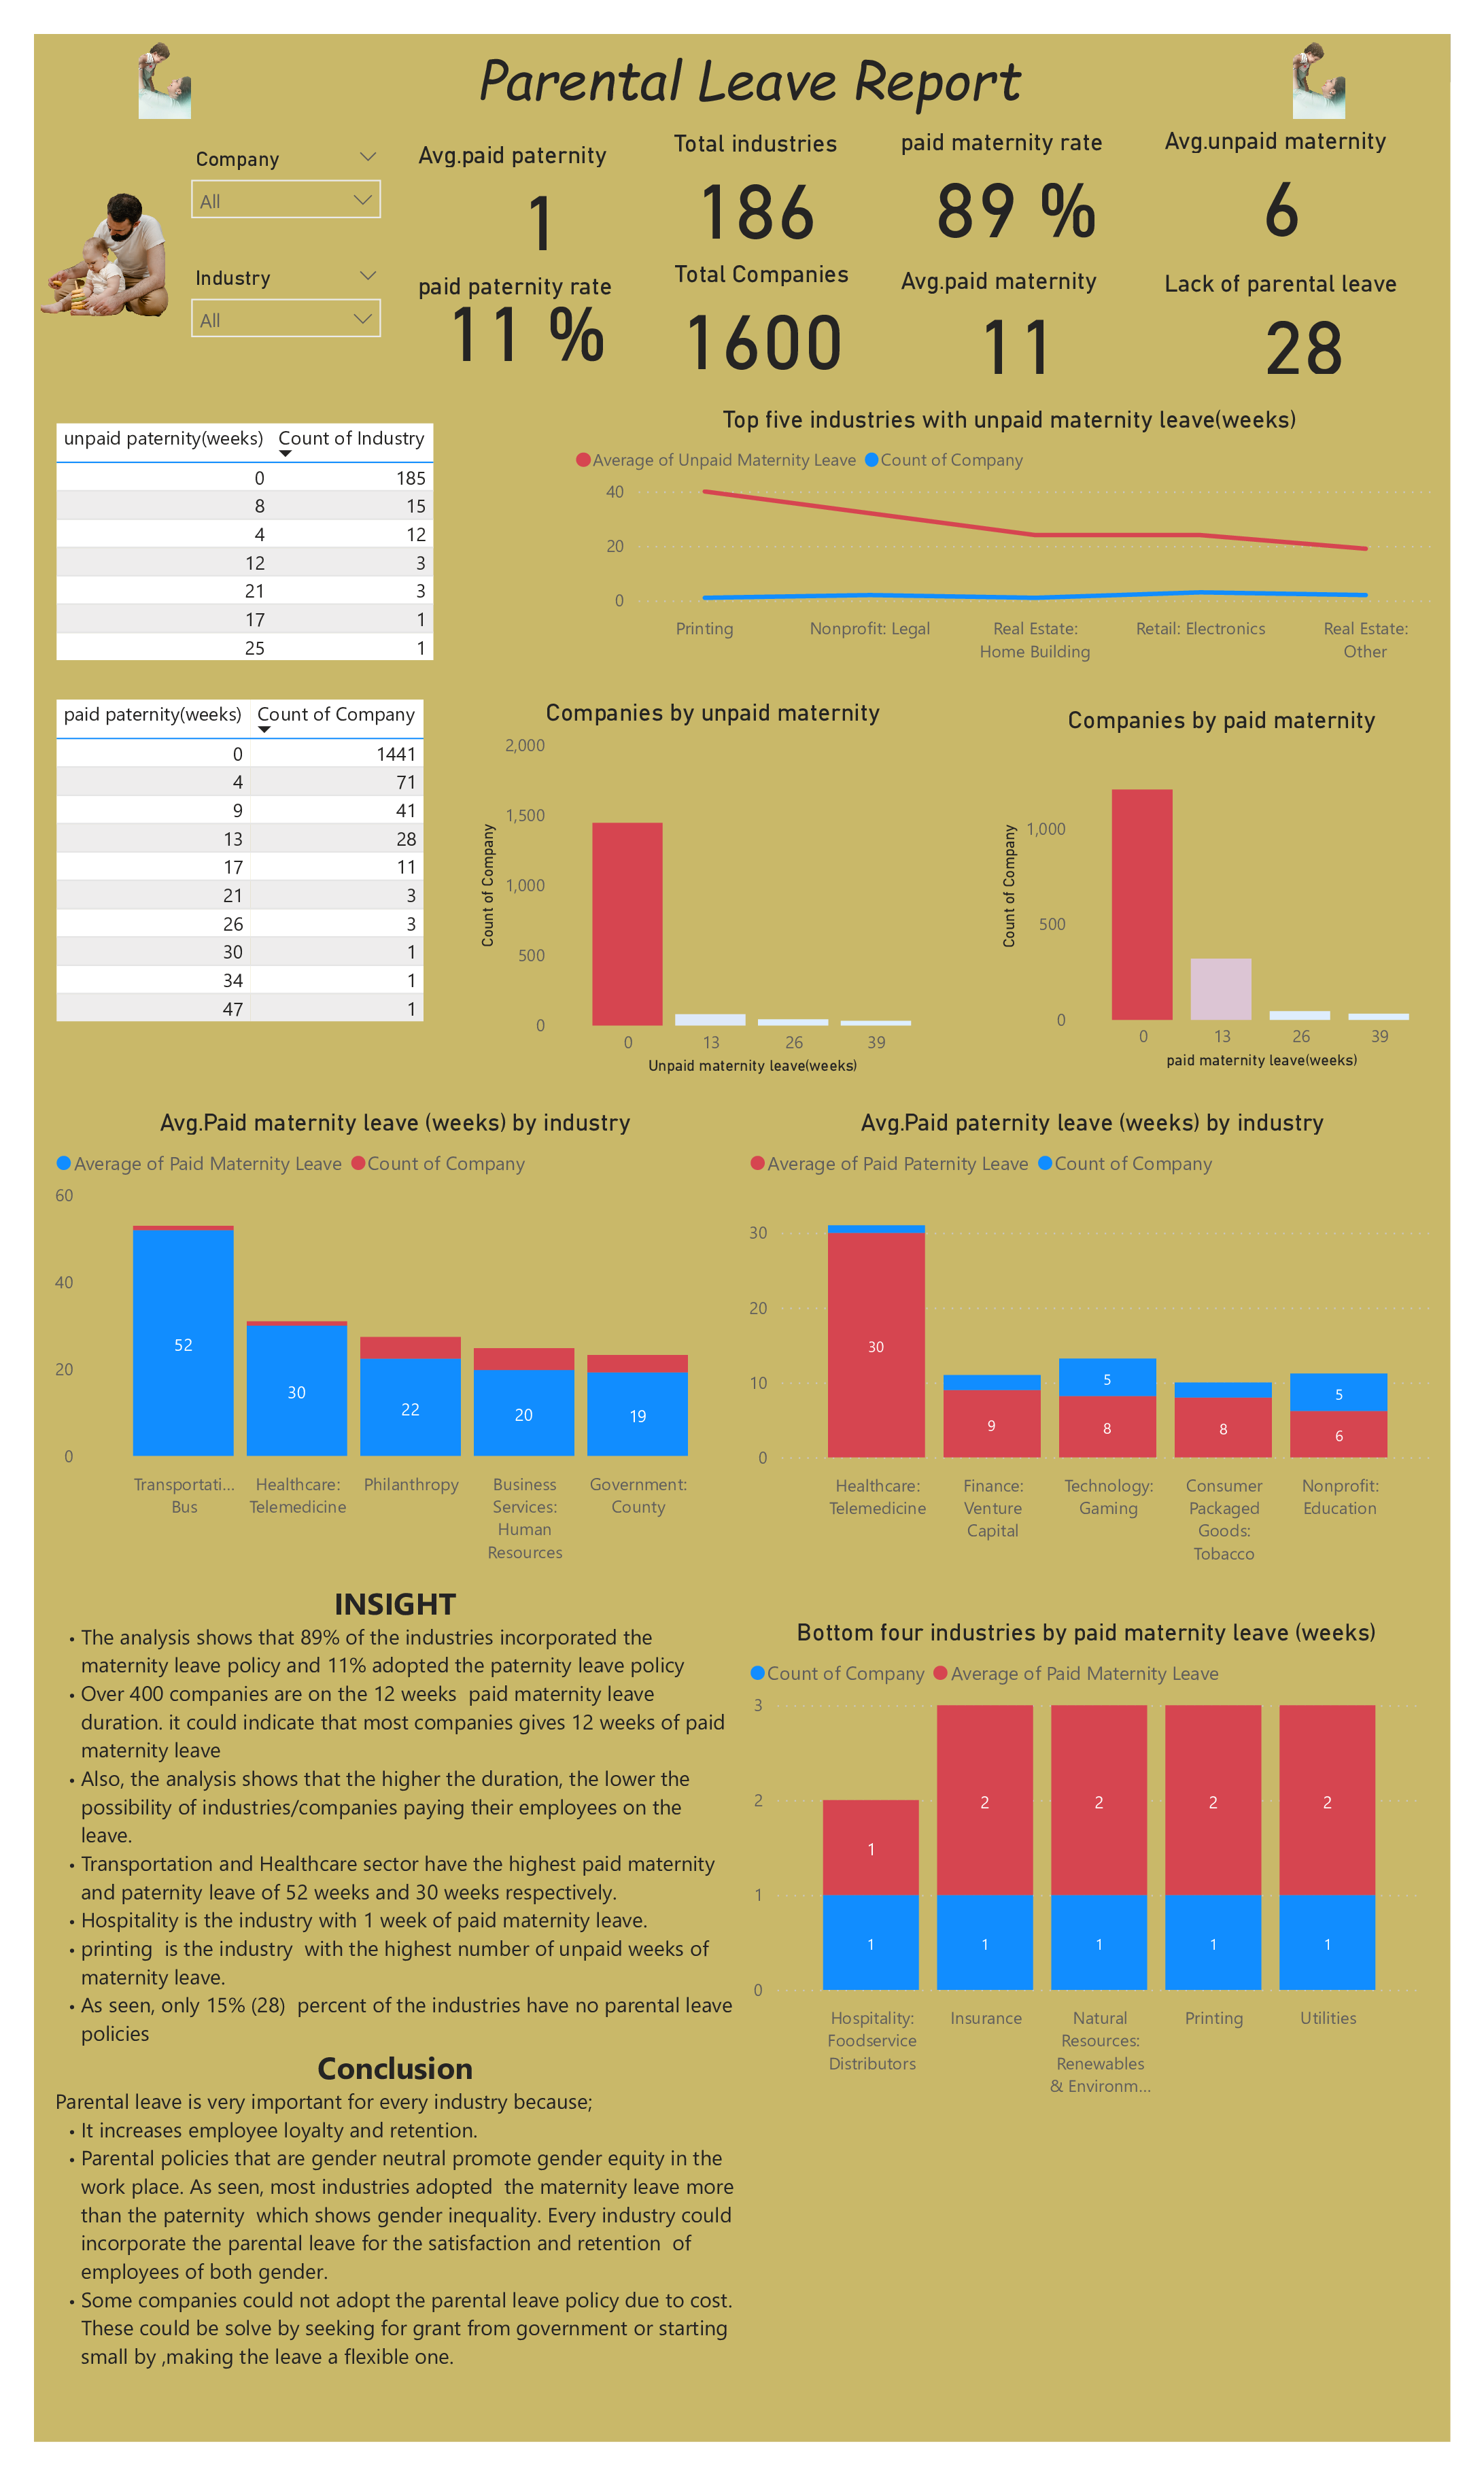 Parental Leave Report
Company
All
Industry
All
Avg.paid paternity
1
paid paternity rate
11 %
Total industries
186
Total Companies
1600
paid maternity rate
89 %
Avg.paid maternity
11
Avg.unpaid maternity
6
Lack of parental leave
28
unpaid paternity(weeks) Count of Industry
0 185
8 15
4 12
12 3
21 3
17 1
25 1
Top five industries with unpaid maternity leave(weeks)
Average of Unpaid Maternity Leave Count of Company
40
20
0
Printing
Nonprofit: Legal
Real Estate:
Home Building
Retail: Electronics
Real Estate:
Other
paid paternity(weeks) Count of Company
0 1441
4 71
9 41
13 28
17 11
21 3
26 3
30 1
34 1
47 1
Companies by unpaid maternity
Count of Company
2,000
1,500
1,000
500
0
0 13 26 39
Unpaid maternity leave(weeks)
Companies by paid maternity
Count of Company
1,000
500
0
0 13 26 39
paid maternity leave(weeks)
Avg.Paid maternity leave (weeks) by industry
Average of Paid Maternity Leave Count of Company
60
40
20
0
52
30
22
20
19
Transportati...
Bus
Healthcare:
Telemedicine
Philanthropy
Business
Services:
Human
Resources
Government:
County
Avg.Paid paternity leave (weeks) by industry
Average of Paid Paternity Leave Count of Company
30
20
10
0
30
9
5
8
8
5
6
Healthcare:
Telemedicine
Finance:
Venture
Capital
Technology:
Gaming
Consumer
Packaged
Goods:
Tobacco
Nonprofit:
Education
INSIGHT
• The analysis shows that 89% of the industries incorporated the
maternity leave policy and 11% adopted the paternity leave policy
• Over 400 companies are on the 12 weeks  paid maternity leave
duration. it could indicate that most companies gives 12 weeks of paid
maternity leave
• Also, the analysis shows that the higher the duration, the lower the
possibility of industries/companies paying their employees on the
leave.
• Transportation and Healthcare sector have the highest paid maternity
and paternity leave of 52 weeks and 30 weeks respectively.
• Hospitality is the industry with 1 week of paid maternity leave.
• printing  is the industry  with the highest number of unpaid weeks of
maternity leave.
• As seen, only 15% (28)  percent of the industries have no parental leave
policies
Conclusion
Parental leave is very important for every industry because;
• It increases employee loyalty and retention.
• Parental policies that are gender neutral promote gender equity in the
work place. As seen, most industries adopted  the maternity leave more
than the paternity  which shows gender inequality. Every industry could
incorporate the parental leave for the satisfaction and retention  of
employees of both gender.
• Some companies could not adopt the parental leave policy due to cost.
These could be solve by seeking for grant from government or starting
small by ,making the leave a flexible one.
Bottom four industries by paid maternity leave (weeks)
Count of Company Average of Paid Maternity Leave
3
2
1
0
1
2
2
2
2
1
1
1
1
1
Hospitality:
Foodservice
Distributors
Insurance
Natural
Resources:
Renewables
& Environm...
Printing
Utilities